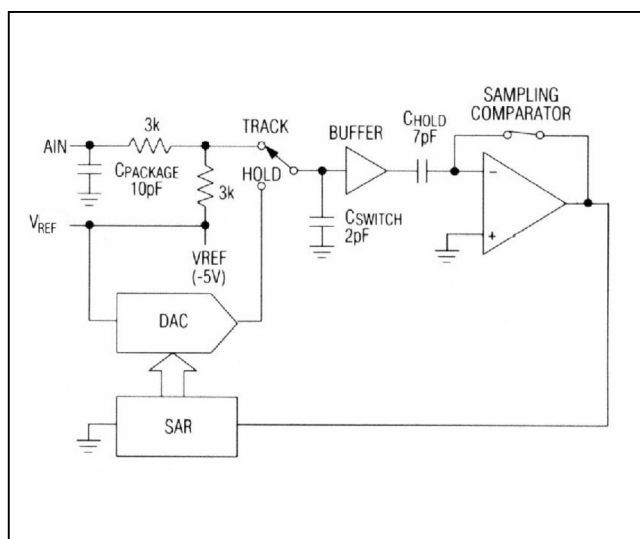 SAMPLING
COMPARATOR
CHOLD
7pF
3k
TRACK
BUFFER
AIN
CPACKAGE
10pF
HOLD
3k
CSWITCH
2pF
VREF
VREF
(-5V)
DAC
SAR
−
+